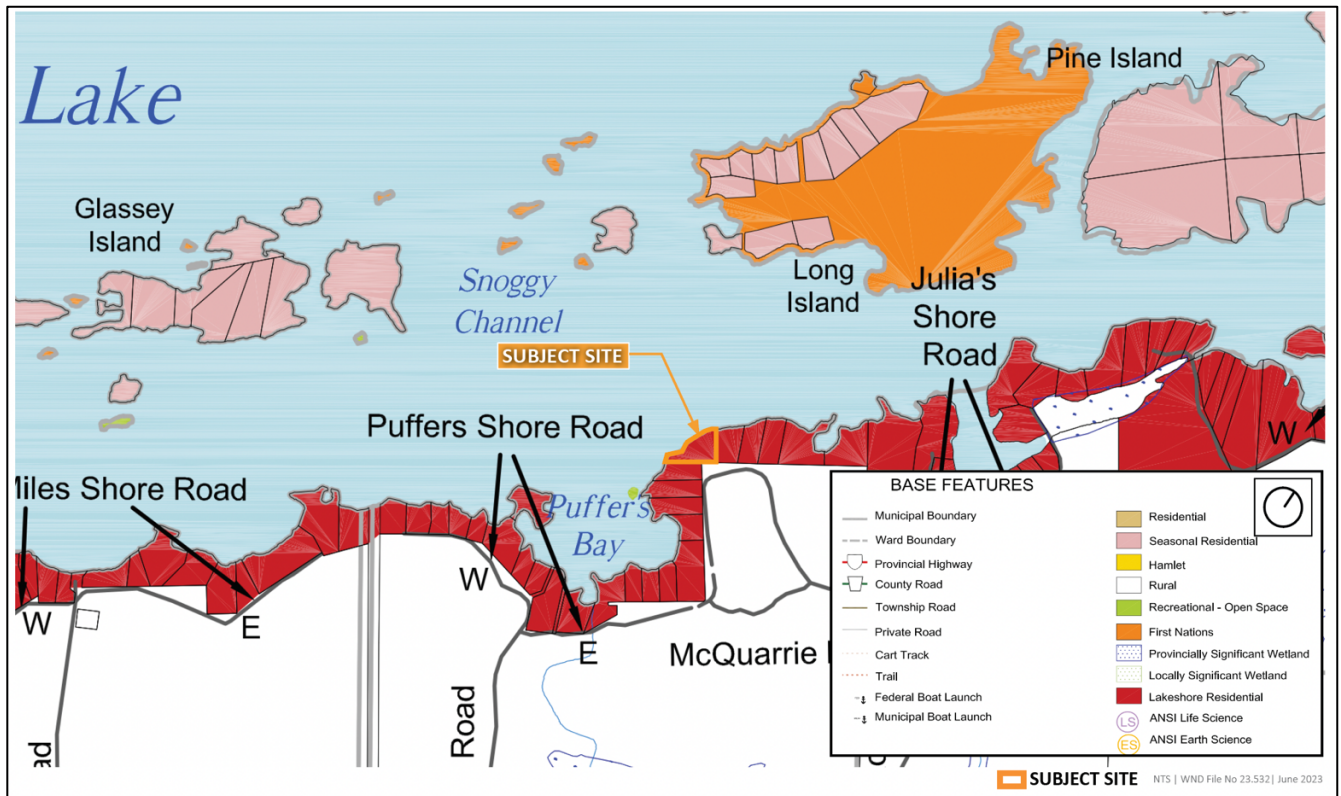 Lake
Pine Island
Glassey
Island
Snoggy
Channel
Long
Island
Julia's
Shore
Road
SUBJECT SITE
Puffers Shore Road
W
Miles Shore Road
Puffer's
Bay
W
W
E
E
McQuarrie
Road
ad
BASE FEATURES
Municipal Boundary
Ward Boundary
Provincial Highway
County Road
Township Road
Private Road
Cart Track
Trail
Federal Boat Launch
Municipal Boat Launch
Residential
Seasonal Residential
Hamlet
Rural
Recreational - Open Space
First Nations
Provincially Significant Wetland
Locally Significant Wetland
Lakeshore Residential
LS ANSI Life Science
ES ANSI Earth Science
SUBJECT SITE NTS | WND File No 23.532| June 2023